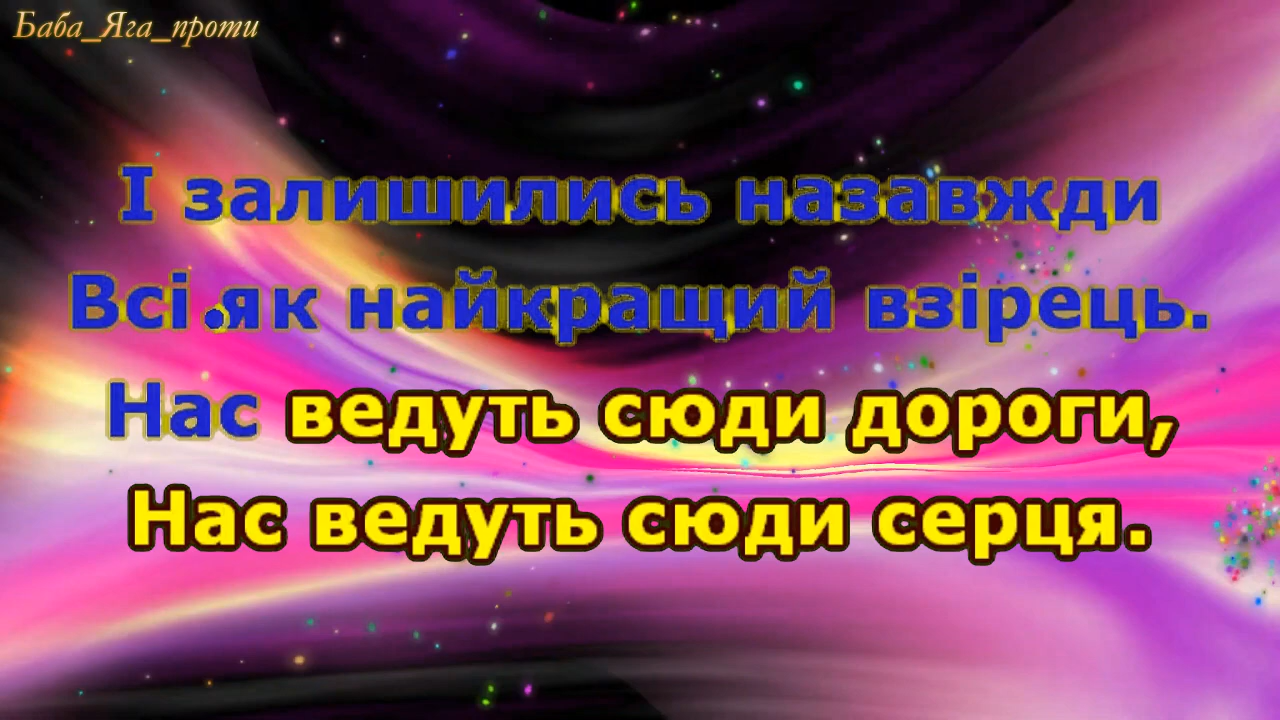 Баба_Яга_проти
І залишились назавжди
Всі як найкращий взірець.
Нас ведуть сюди дороги,
Нас ведуть сюди серця.